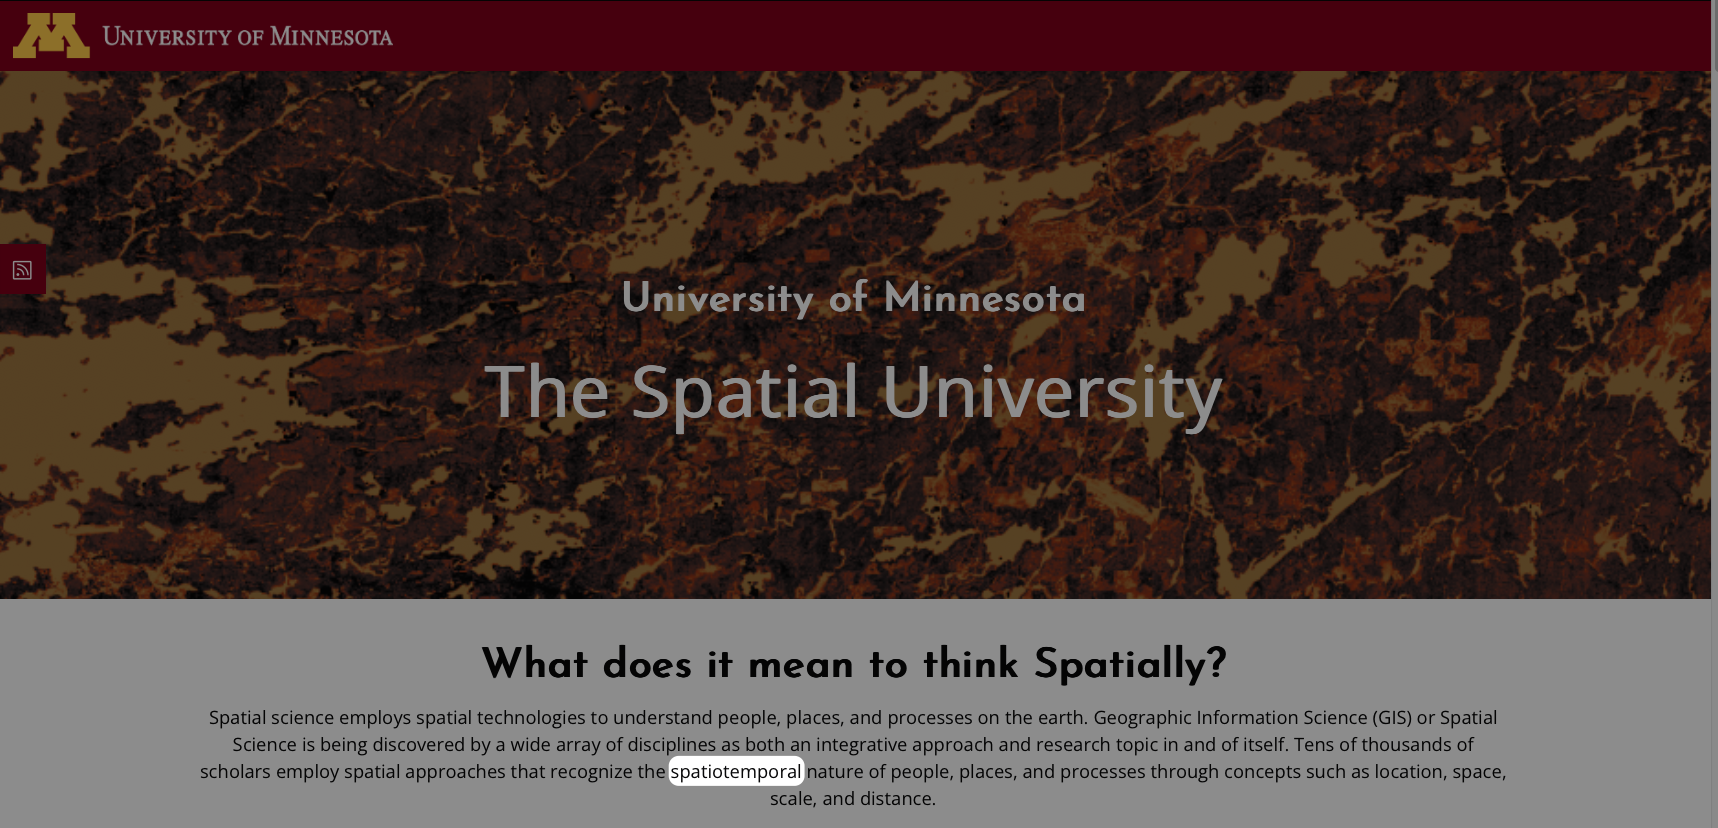 UNIVERSITY OF MINNESOTA
University of Minnesota
The Spatial University
What does it mean to think Spatially?
Spatial science employs spatial technologies to understand people, places, and processes on the earth. Geographic Information Science (GIS) or Spatial
Science is being discovered by a wide array of disciplines as both an integrative approach and research topic in and of itself. Tens of thousands of
scholars employ spatial approaches that recognize the spatiotemporal nature of people, places, and processes through concepts such as location, space,
scale, and distance.